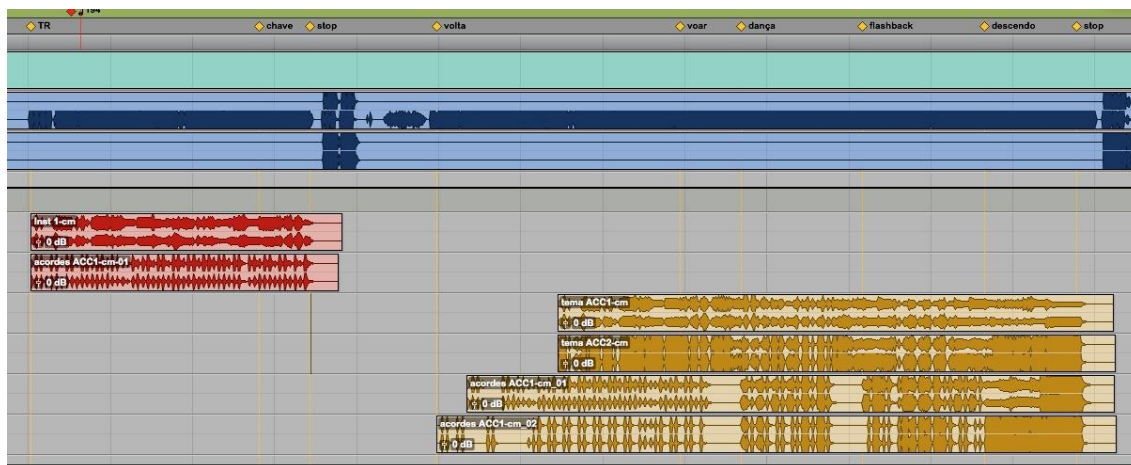 ♩194
TR chave stop volta voar dança flashback descendo stop
Inst 1-cm
0 dB
acordes ACC1-cm-01
0 dB
tema ACC1-cm
0 dB
tema ACC2-cm
0 dB
acordes ACC1-cm_01
0 dB
acordes ACC1-cm_02
0 dB